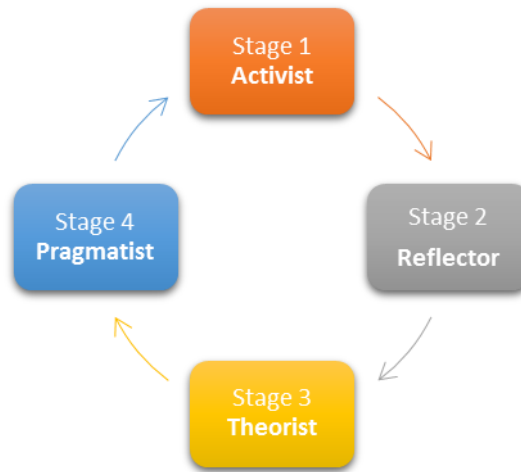 Stage 1
Activist
Stage 2
Reflector
Stage 3
Theorist
Stage 4
Pragmatist